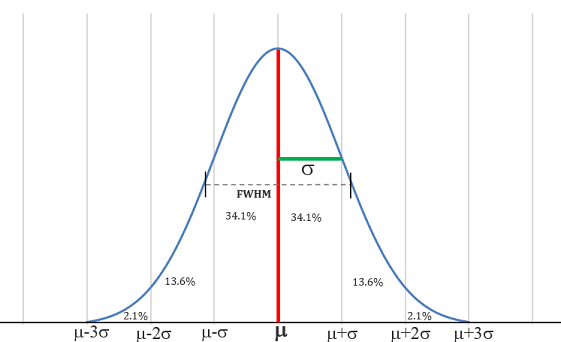 σ
FWHM
34.1% 34.1%
13.6% 13.6%
2.1% 2.1%
μ-3σ μ-2σ μ-σ μ μ+σ μ+2σ μ+3σ